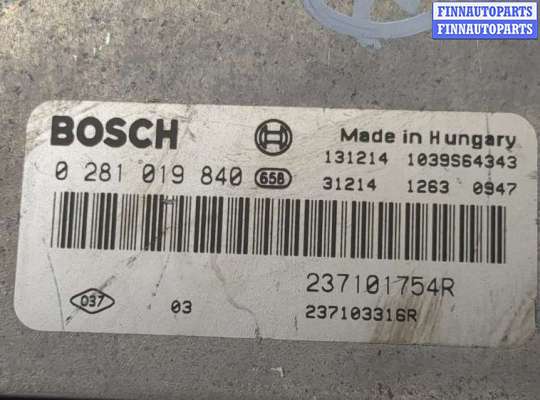 FINNAUTOPARTS
FINNAUTOPARTS
BOSCH
Made in Hungary
131214 1039S64343
0 281 019 840 658
31214 1263 0947
237101754R
037 03 237103316R